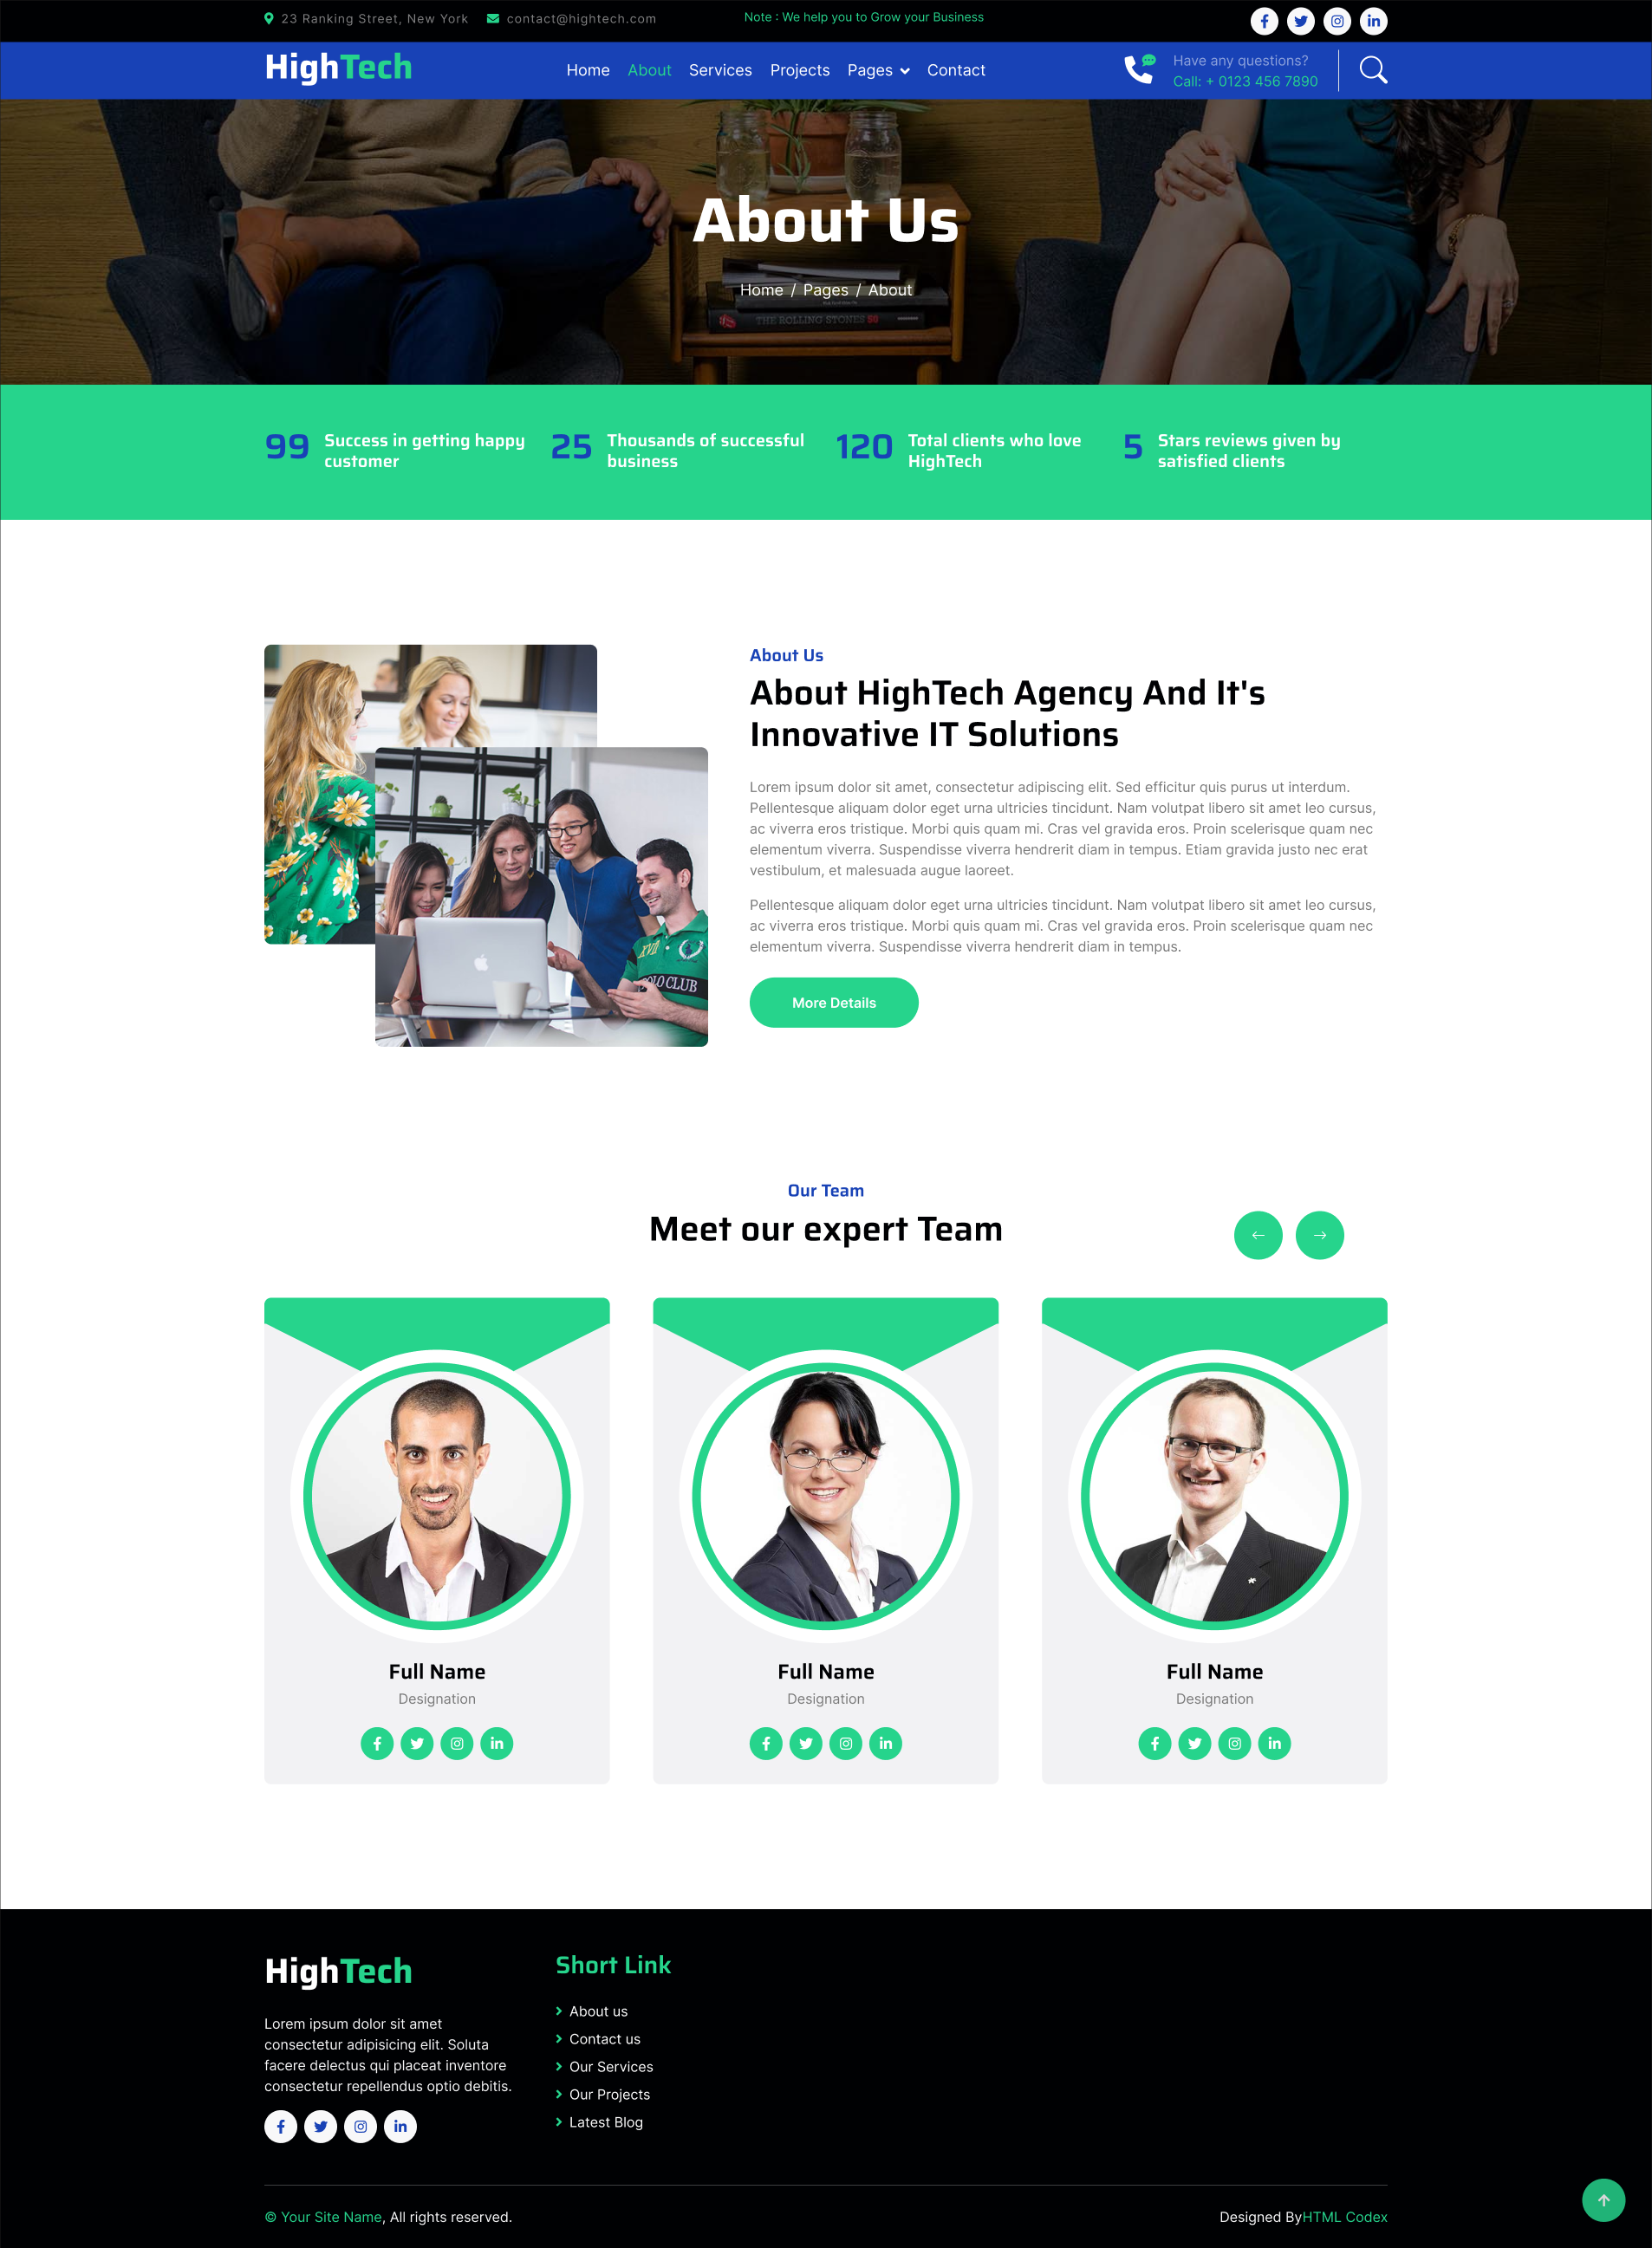 23 Ranking Street, New York
contact@hightech.com
Note : We help you to Grow your Business
HighTech
Home
About
Services
Projects
Pages
Contact
Have any questions?
Call: + 0123 456 7890
About Us
Home / Pages / About
THE ROLLING STONES 50
99
Success in getting happy
customer
25
Thousands of successful
business
120
Total clients who love
HighTech
5
Stars reviews given by
satisfied clients
About Us
About HighTech Agency And It's
Innovative IT Solutions
Lorem ipsum dolor sit amet, consectetur adipiscing elit. Sed efficitur quis purus ut interdum.
Pellentesque aliquam dolor eget urna ultricies tincidunt. Nam volutpat libero sit amet leo cursus,
ac viverra eros tristique. Morbi quis quam mi. Cras vel gravida eros. Proin scelerisque quam nec
elementum viverra. Suspendisse viverra hendrerit diam in tempus. Etiam gravida justo nec erat
vestibulum, et malesuada augue laoreet.
Pellentesque aliquam dolor eget urna ultricies tincidunt. Nam volutpat libero sit amet leo cursus,
ac viverra eros tristique. Morbi quis quam mi. Cras vel gravida eros. Proin scelerisque quam nec
elementum viverra. Suspendisse viverra hendrerit diam in tempus.
XVII
POLO CLUB
More Details
Our Team
Meet our expert Team
Full Name
Designation
Full Name
Designation
Full Name
Designation
HighTech
Lorem ipsum dolor sit amet
consectetur adipisicing elit. Soluta
facere delectus qui placeat inventore
consectetur repellendus optio debitis.
Short Link
About us
Contact us
Our Services
Our Projects
Latest Blog
© Your Site Name, All rights reserved.
Designed ByHTML Codex